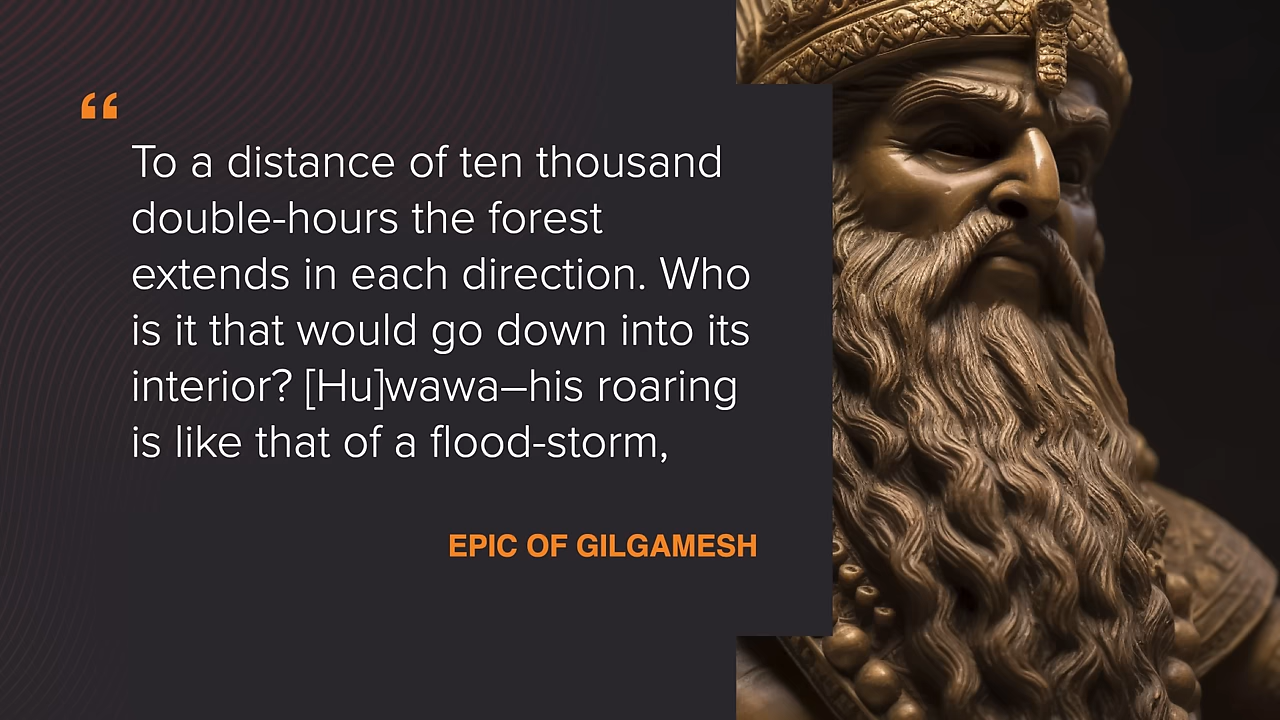 “
To a distance of ten thousand
double-hours the forest
extends in each direction. Who
is it that would go down into its
interior? [Hu]wawa–his roaring
is like that of a flood-storm,
EPIC OF GILGAMESH